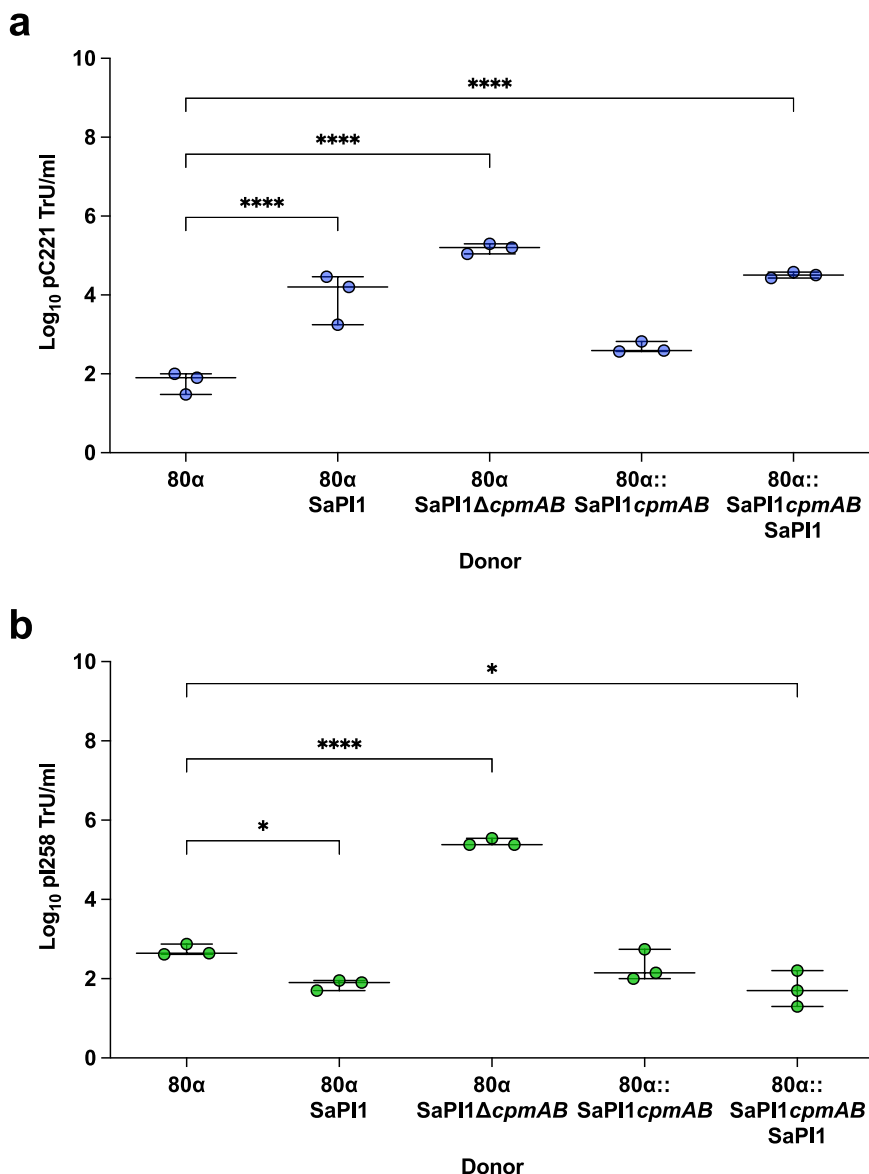 a
10
8
6
4
2
0
Log₁₀ pC221 TrU/ml
****
****
****
80α
80α
SaPI1
80α
SaPI1ΔcpmAB
80α::
SaPI1cpmAB
80α::
SaPI1cpmAB
SaPI1
Donor
b
10
8
6
4
2
0
Log₁₀ pI258 TrU/ml
*
****
*
80α
80α
SaPI1
80α
SaPI1ΔcpmAB
80α::
SaPI1cpmAB
80α::
SaPI1cpmAB
SaPI1
Donor